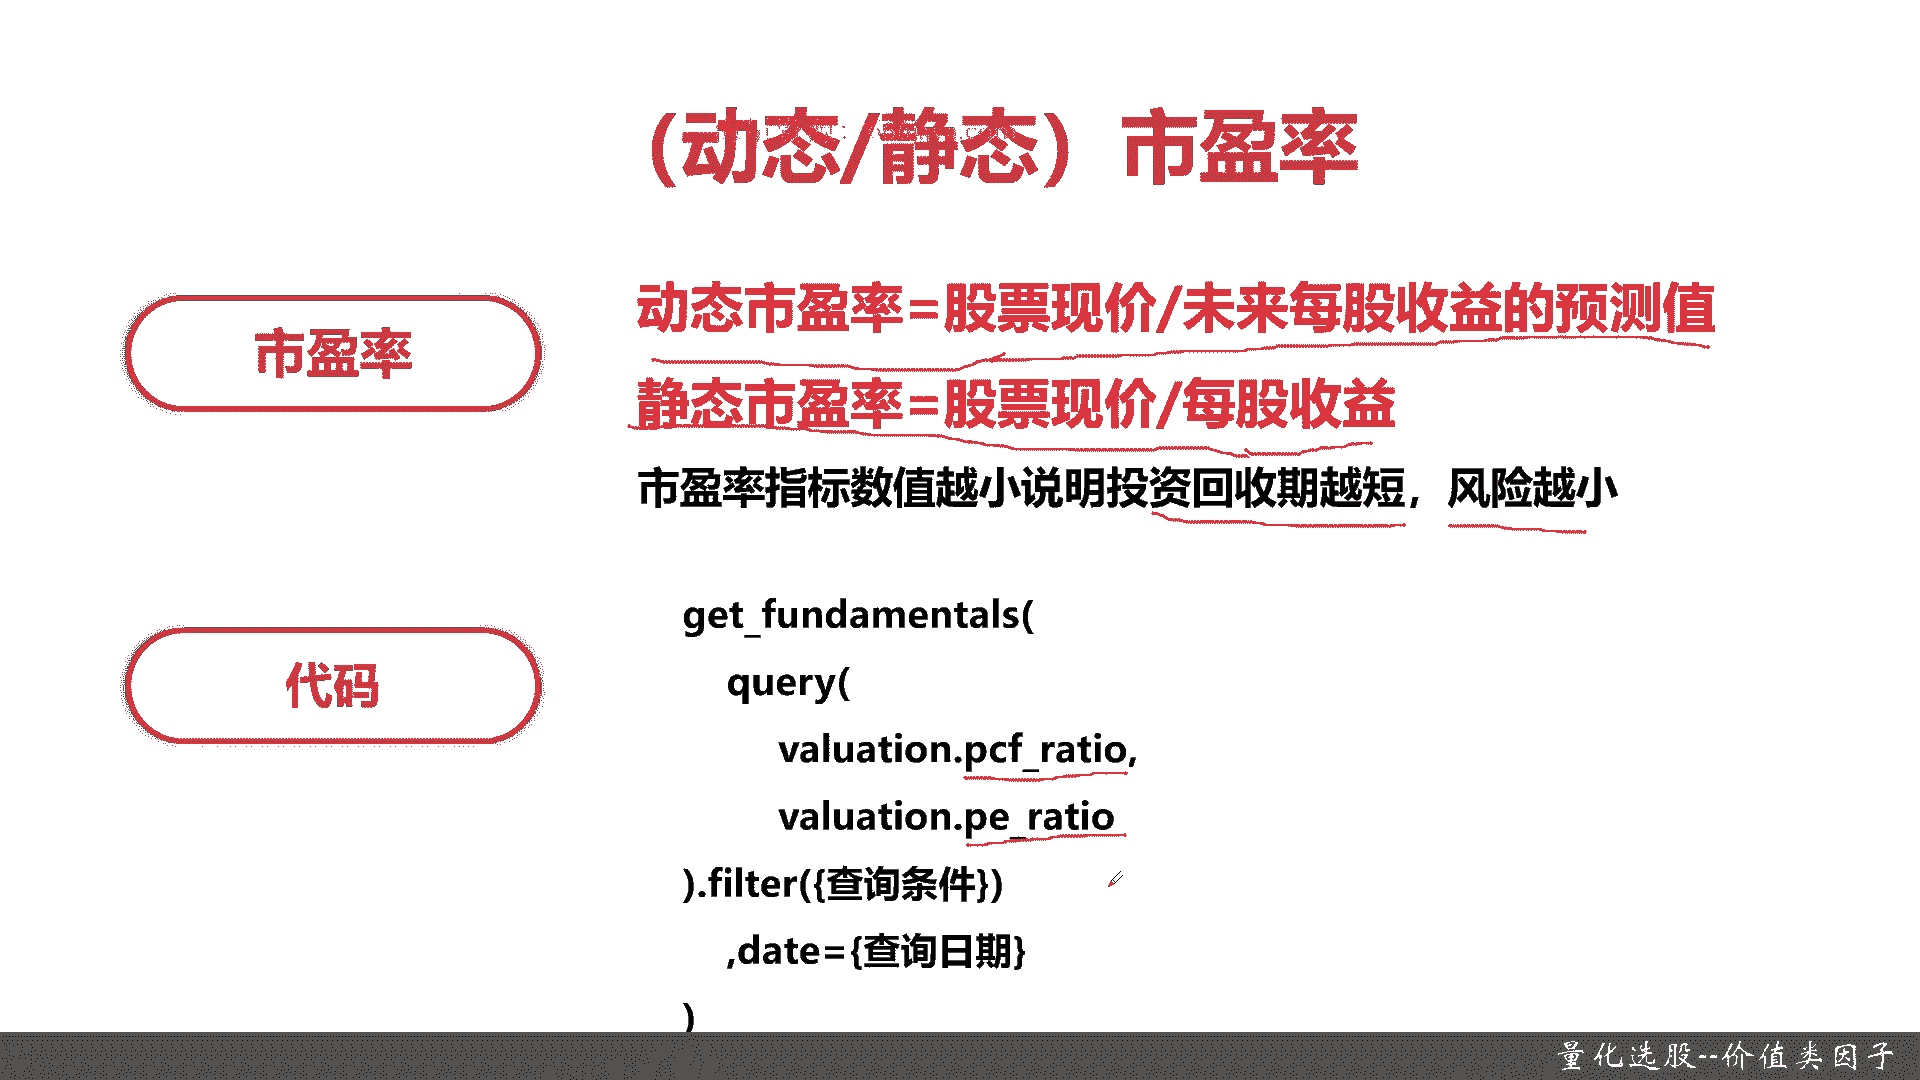 (动态/静态) 市盈率
市盈率
动态市盈率=股票现价/未来每股收益的预测值
静态市盈率=股票现价/每股收益
市盈率指标数值越小说明投资回收期越短，风险越小
代码
get_fundamentals(
query(
valuation.pcf_ratio,
valuation.pe_ratio
).filter({查询条件})
,date={查询日期}
)
量化选股--价值类因子